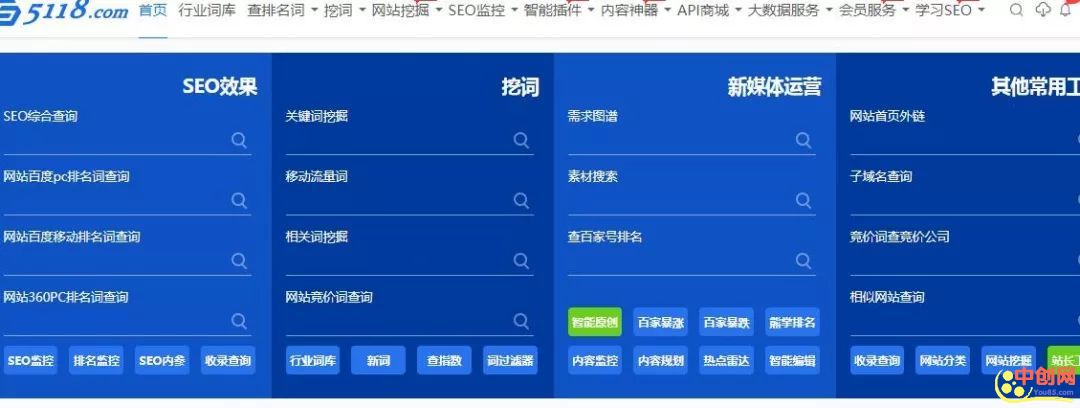 5118.com 首页 行业词库 查排名词 挖词 网站挖掘 SEO监控 智能插件 内容神器 API商城 大数据服务 会员服务 学习SEO
SEO效果
SEO综合查询
网站百度pc排名词查询
网站百度移动排名词查询
网站360PC排名词查询
SEO监控 排名监控 SEO内参 收录查询
挖词
关键词挖掘
移动流量词
相关词挖掘
网站竞价词查询
行业词库 新词 查指数 词过滤器
新媒体运营
需求图谱
素材搜索
查百家号排名
智能原创 百家暴涨 百家暴跌 熊学排名
内容监控 内容规划 热点雷达 智能编辑
其他常用工
网站首页外链
子域名查询
竞价词查竞价公司
相似网站查询
收录查询 网站分类 网站挖掘 站长工
中创网
You85.com